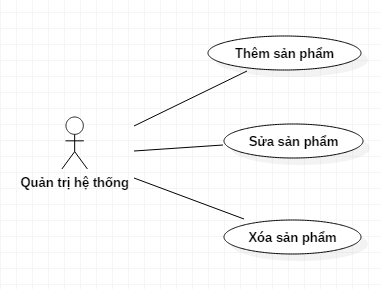 Thêm sản phẩm
Sửa sản phẩm
Quản trị hệ thống
Xóa sản phẩm